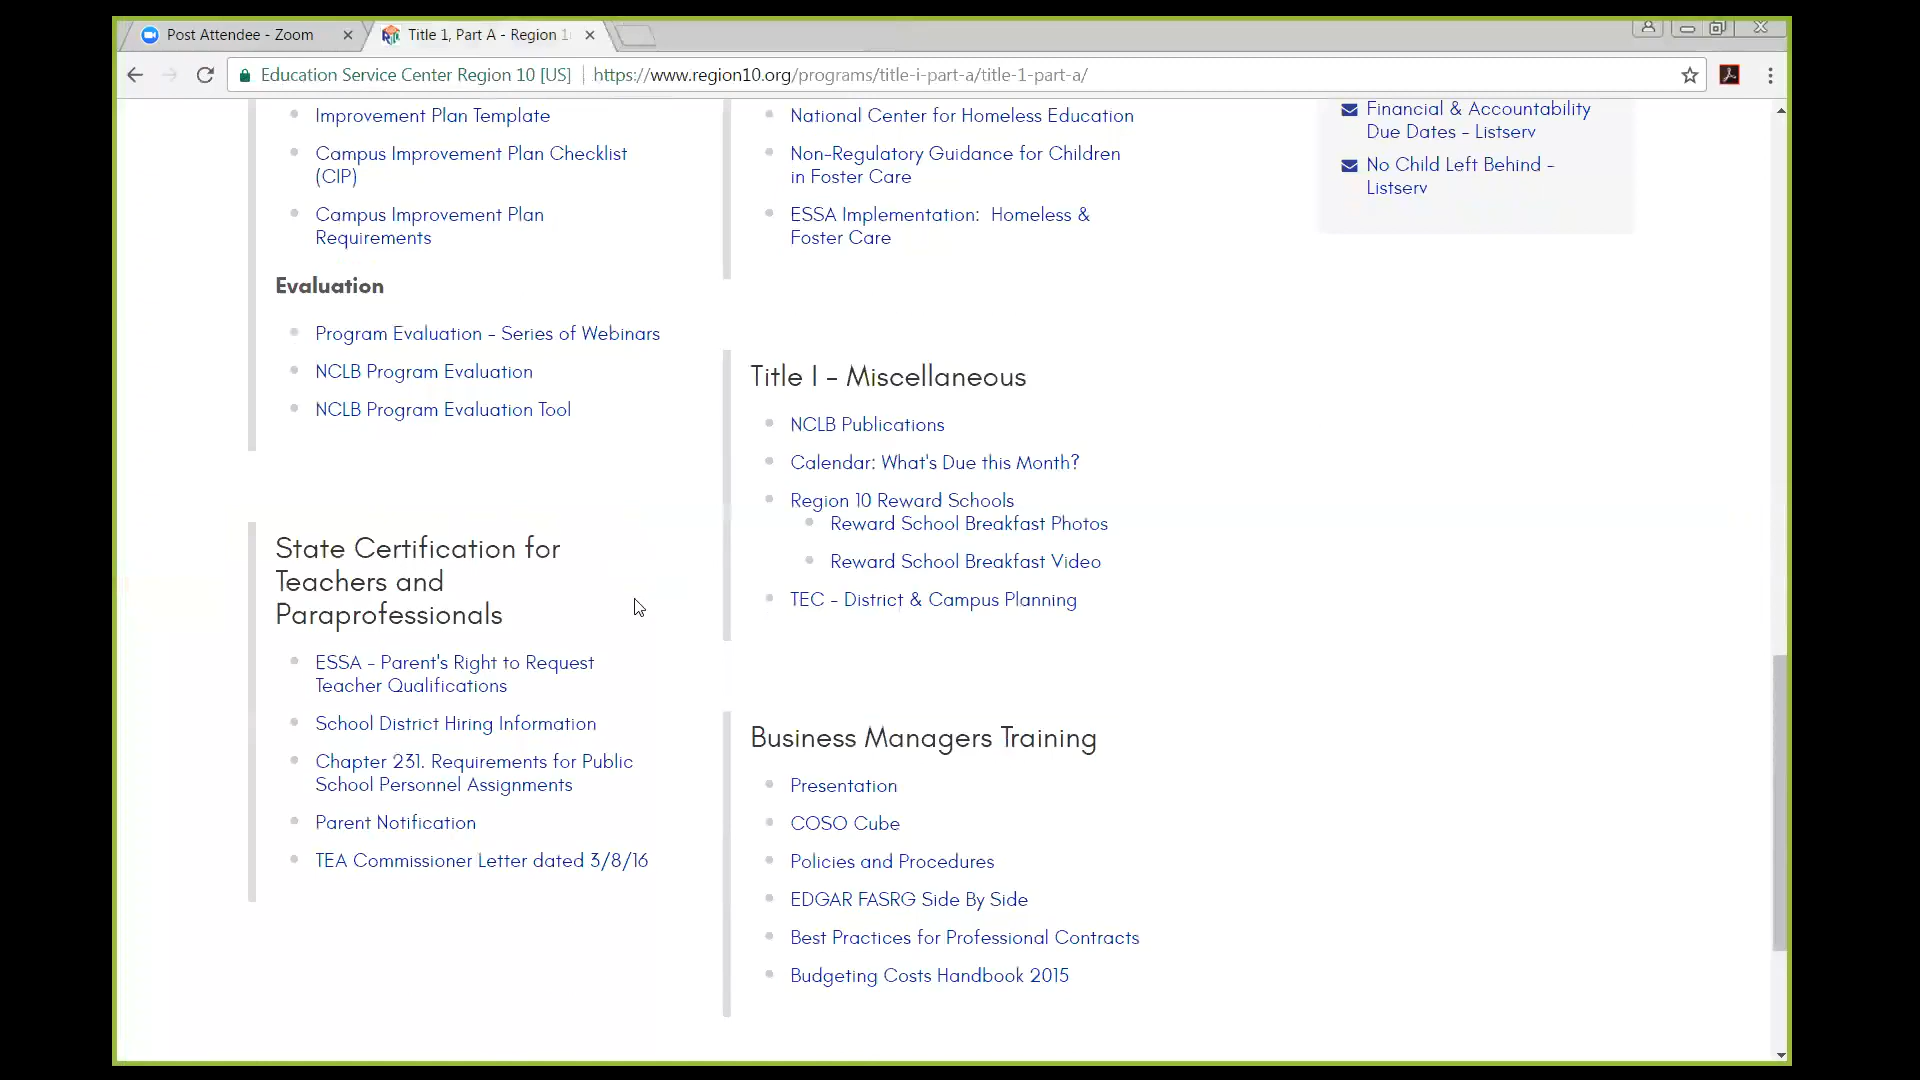 Post Attendee - Zoom
Title 1, Part A - Region 1
Education Service Center Region 10 [US]
https://www.region10.org/programs/title-i-part-a/title-1-part-a/
Improvement Plan Template
Campus Improvement Plan Checklist
(CIP)
Campus Improvement Plan
Requirements
Evaluation
Program Evaluation - Series of Webinars
NCLB Program Evaluation
NCLB Program Evaluation Tool
State Certification for
Teachers and
Paraprofessionals
ESSA - Parent's Right to Request
Teacher Qualifications
School District Hiring Information
Chapter 231. Requirements for Public
School Personnel Assignments
Parent Notification
TEA Commissioner Letter dated 3/8/16
National Center for Homeless Education
Non-Regulatory Guidance for Children
in Foster Care
ESSA Implementation: Homeless &
Foster Care
Title I - Miscellaneous
NCLB Publications
Calendar: What's Due this Month?
Region 10 Reward Schools
Reward School Breakfast Photos
Reward School Breakfast Video
TEC - District & Campus Planning
Business Managers Training
Presentation
COSO Cube
Policies and Procedures
EDGAR FASRG Side By Side
Best Practices for Professional Contracts
Budgeting Costs Handbook 2015
Financial & Accountability
Due Dates - Listserv
No Child Left Behind -
Listserv